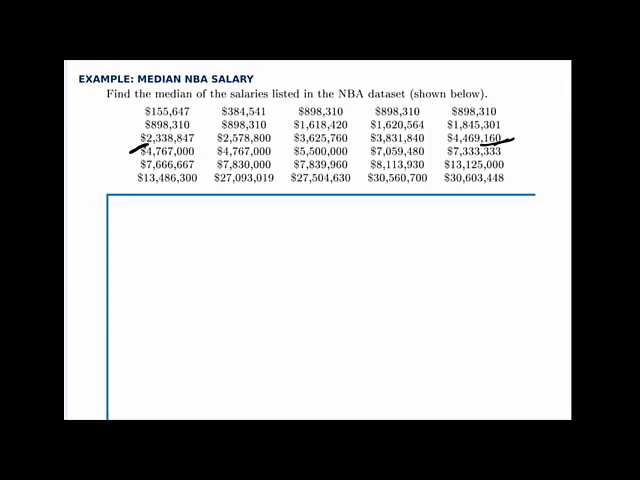 EXAMPLE: MEDIAN NBA SALARY
Find the median of the salaries listed in the NBA dataset (shown below).
$155,647 $384,541 $898,310 $898,310 $898,310
$898,310 $898,310 $1,618,420 $1,620,564 $1,845,301
$2,338,847 $2,578,800 $3,625,760 $3,831,840 $4,469,160
$4,767,000 $4,767,000 $5,500,000 $7,059,480 $7,333,333
$7,666,667 $7,830,000 $7,839,960 $8,113,930 $13,125,000
$13,486,300 $27,093,019 $27,504,630 $30,560,700 $30,603,448